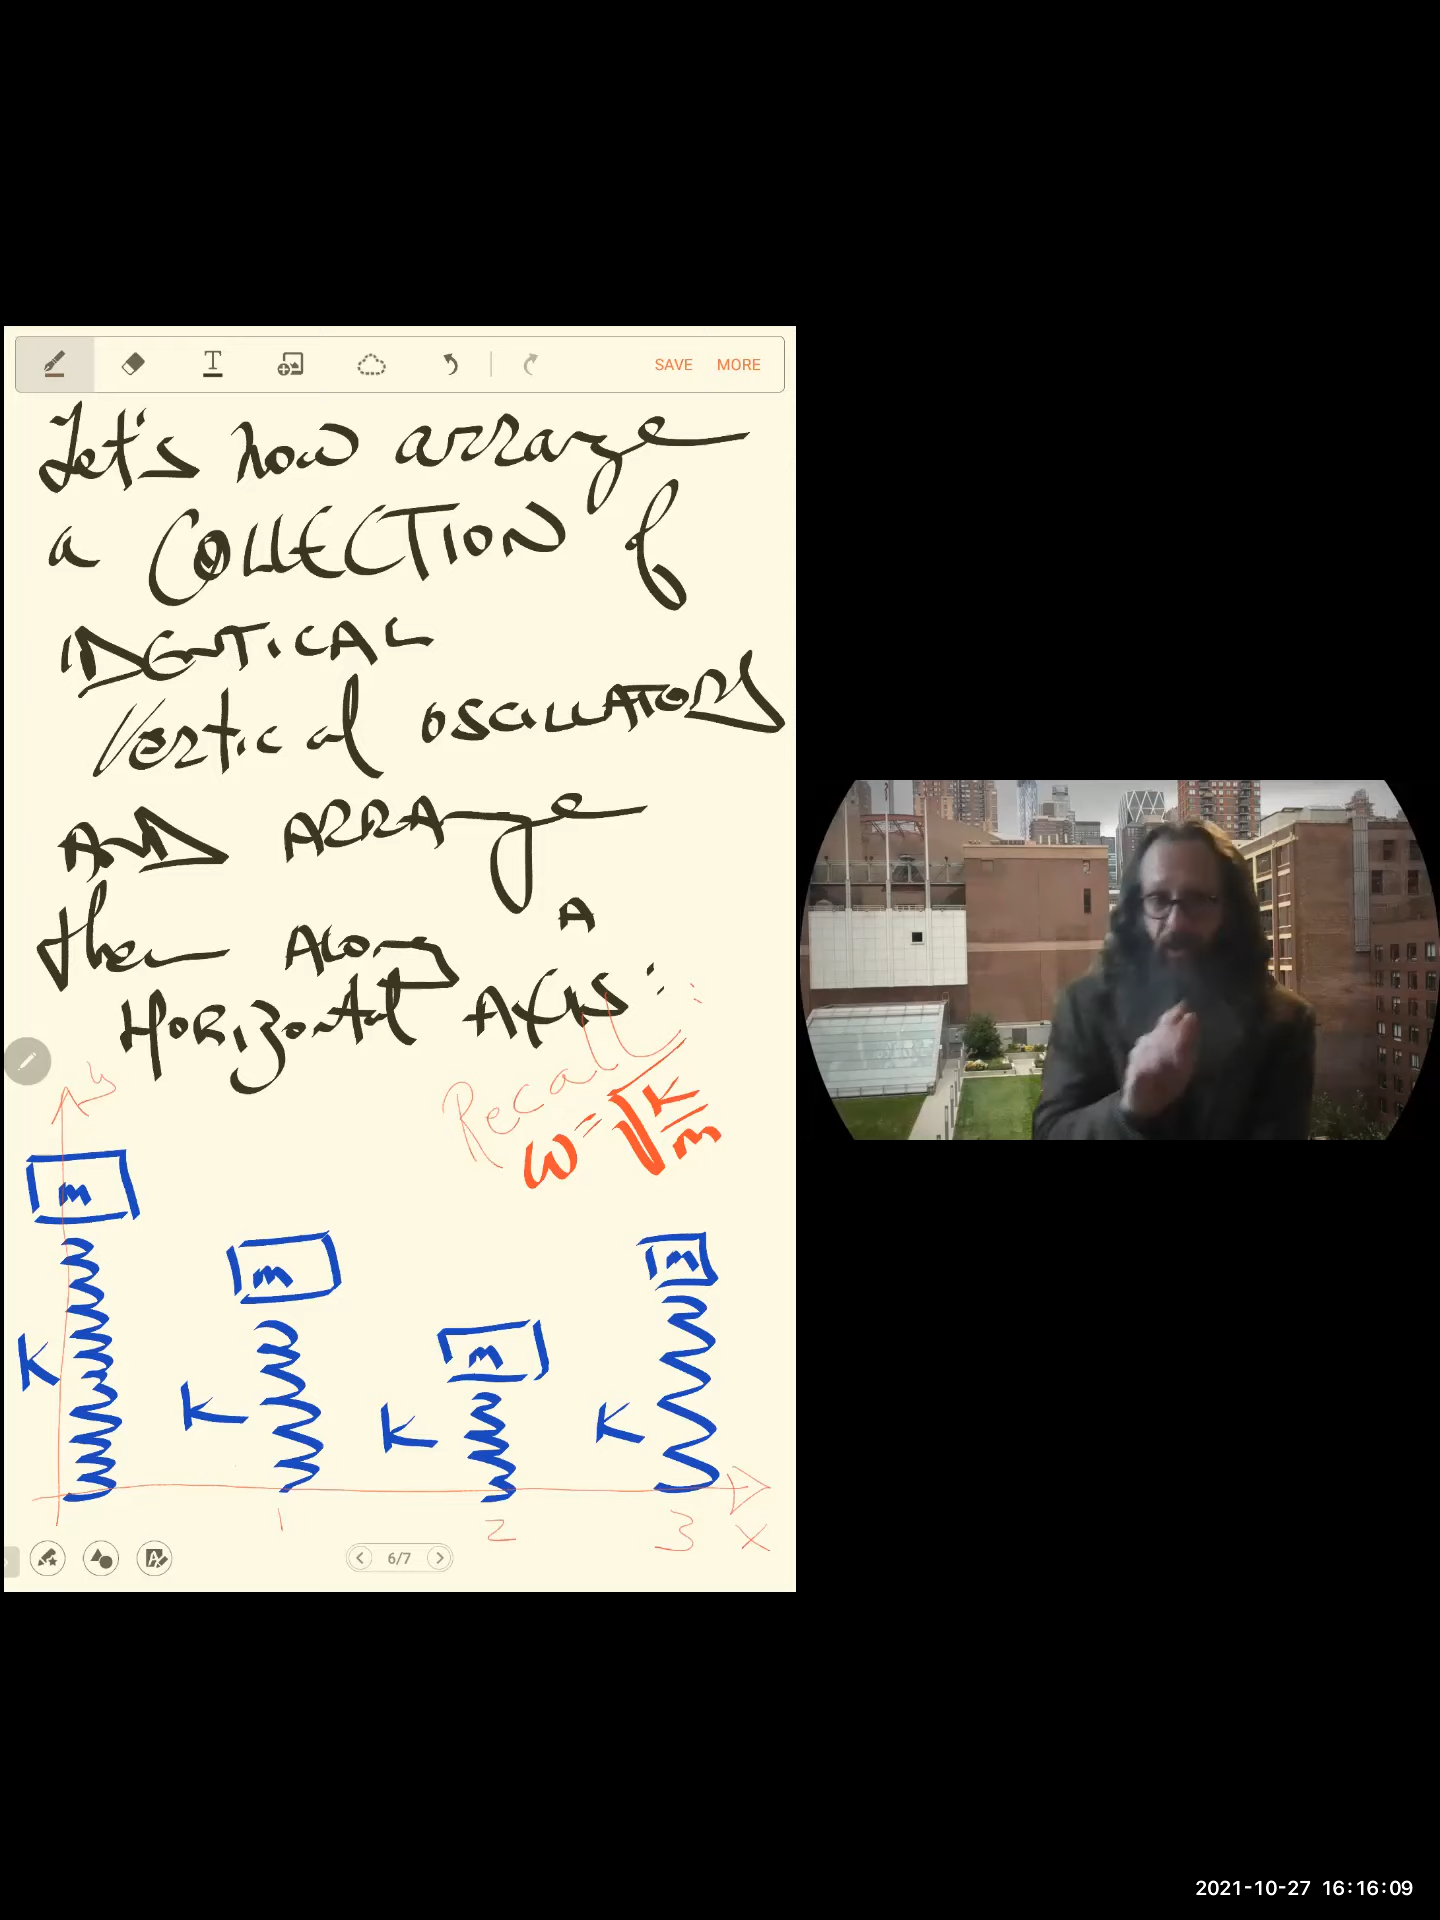 SAVE MORE
Let's now arrange
a COLLECTION of
IDENTICAL
Vertical OSCILLATORY
AND ARRANGE
them Along A
HORIZONTAL AXIS:
Recall:
ω=√K/m
y
m
m
m
m
K
K
K
K
1 2 3 x
6/7
2021-10-27 16:16:09